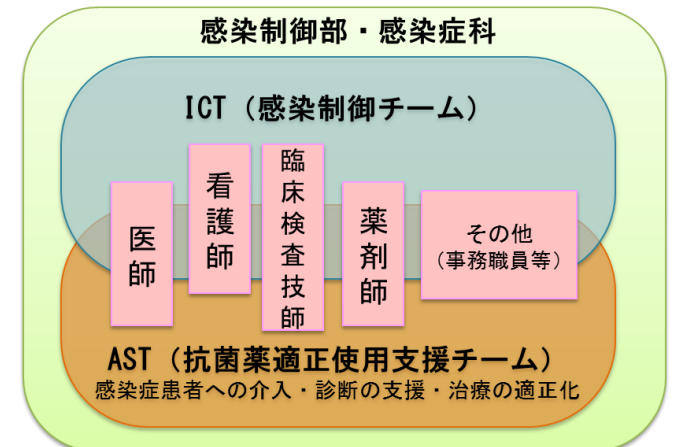 感染制御部・感染症科
ICT（感染制御チーム）
医師
看護師
臨床検査技師
薬剤師
その他
（事務職員等）
AST（抗菌薬適正使用支援チーム）
感染症患者への介入・診断の支援・治療の適正化